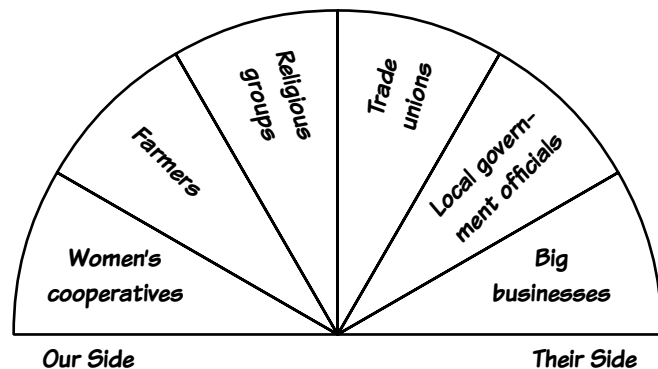 Women's
cooperatives
Farmers
Religious
groups
Trade
unions
Local govern-
ment officials
Big
businesses
Our Side
Their Side